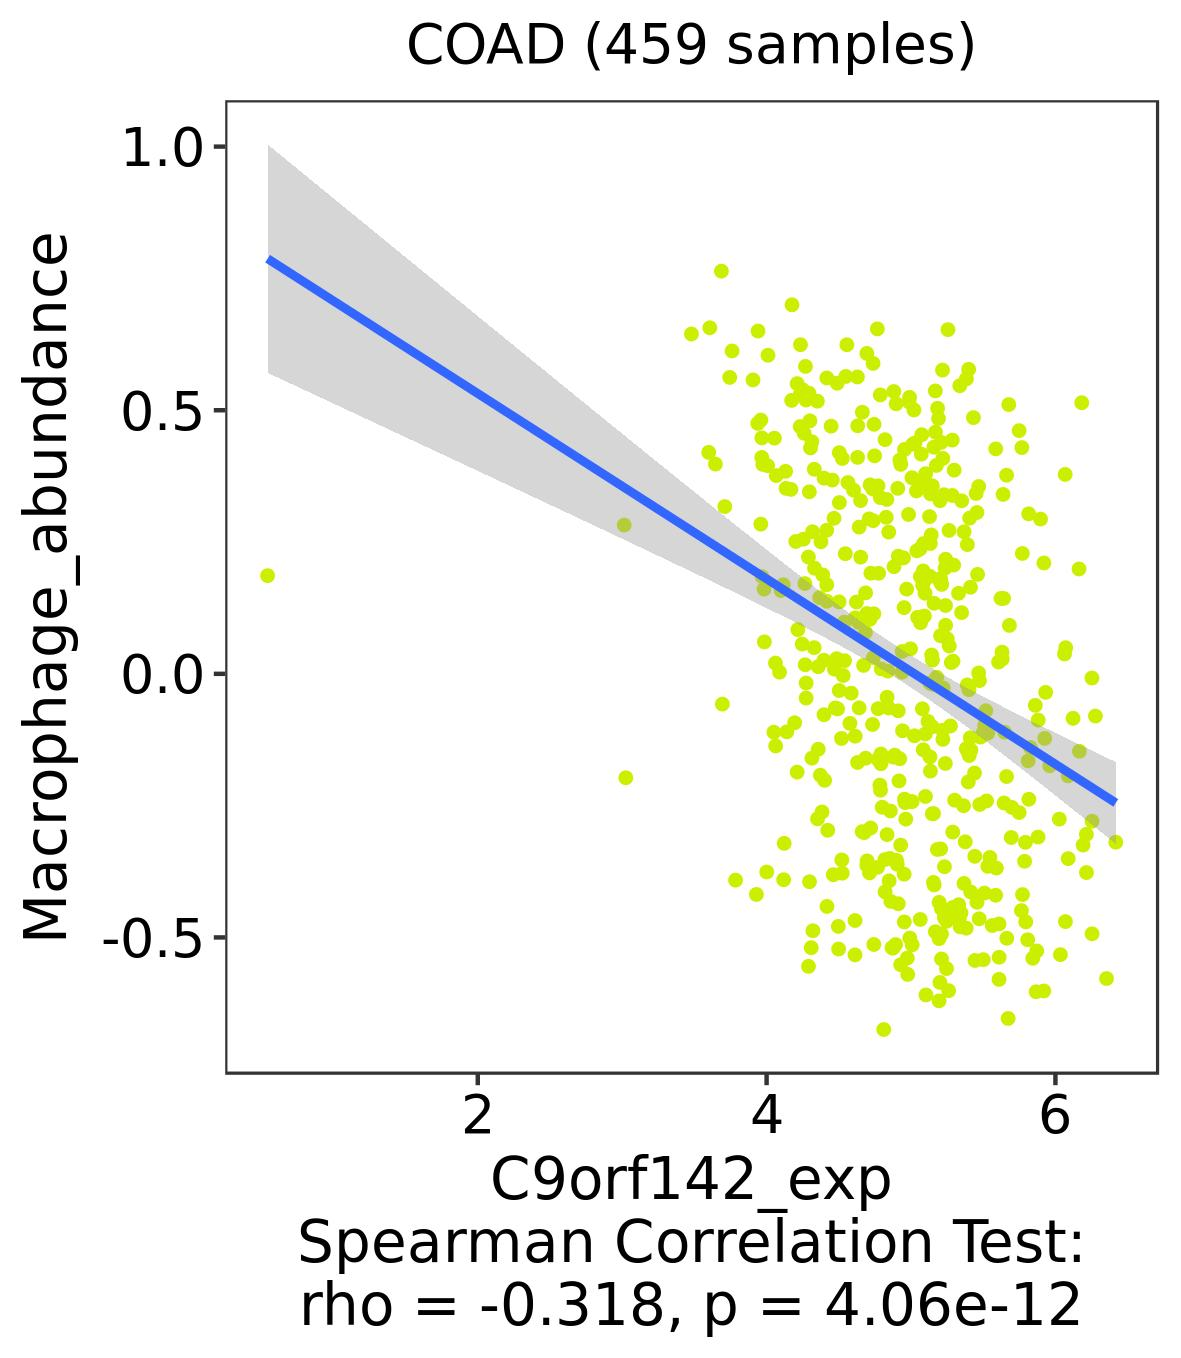 COAD (459 samples)
1.0
0.5
0.0
-0.5
Macrophage_abundance
2 4 6
C9orf142_exp
Spearman Correlation Test:
rho = -0.318, p = 4.06e-12